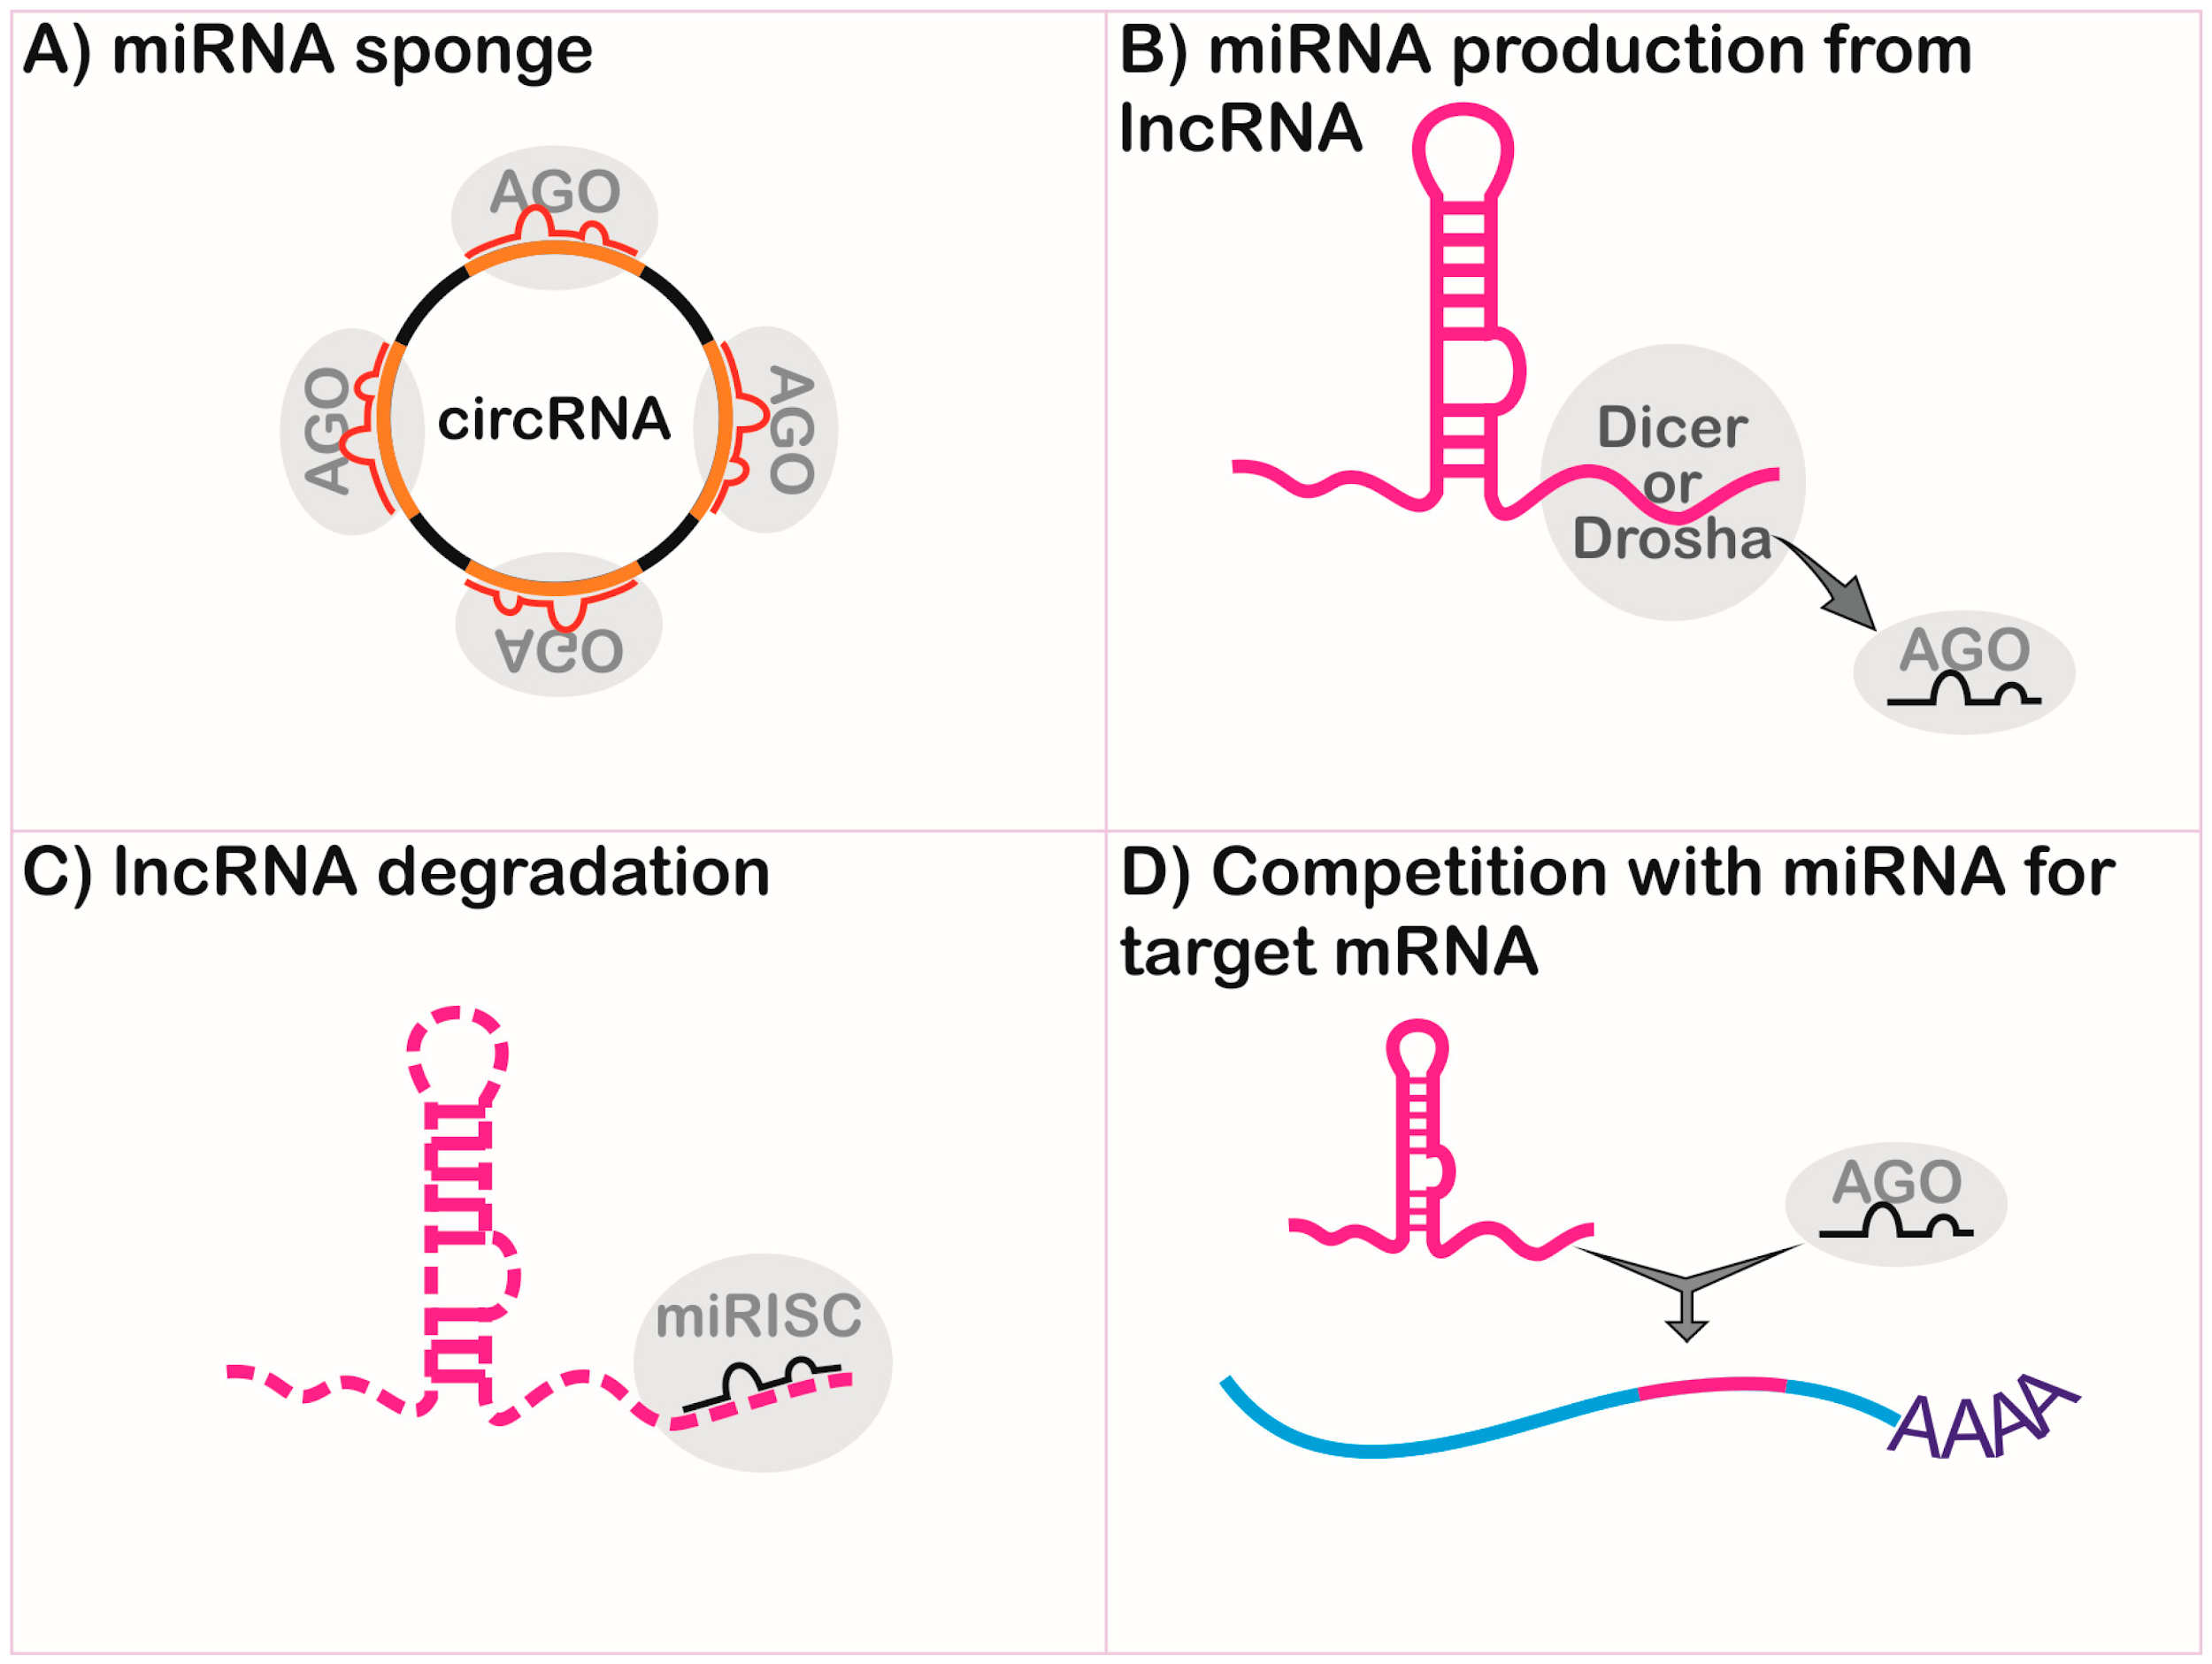 A) miRNA sponge
AGO
AGO
circRNA
AGO
AGO
B) miRNA production from
lncRNA
Dicer
or
Drosha
AGO
C) lncRNA degradation
miRISC
D) Competition with miRNA for
target mRNA
AGO
AAAA